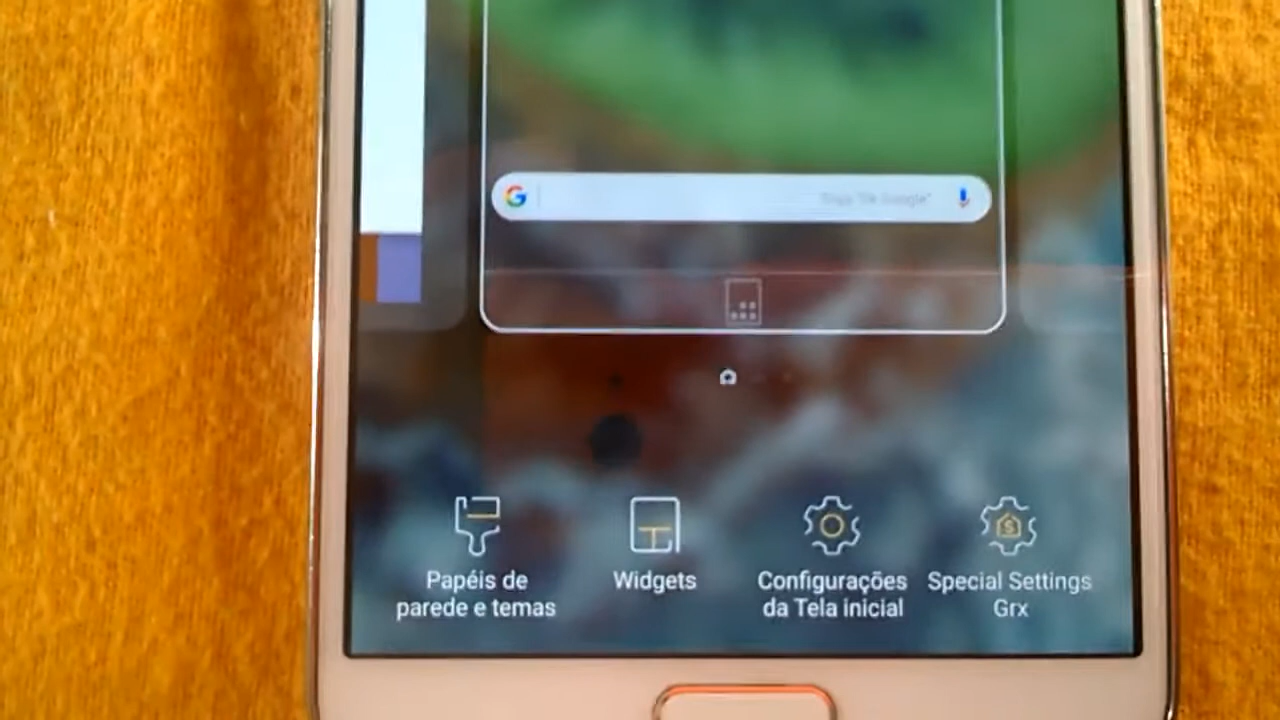 G
Papéis de
parede e temas
Widgets
Configurações
da Tela inicial
Special Settings
Grx